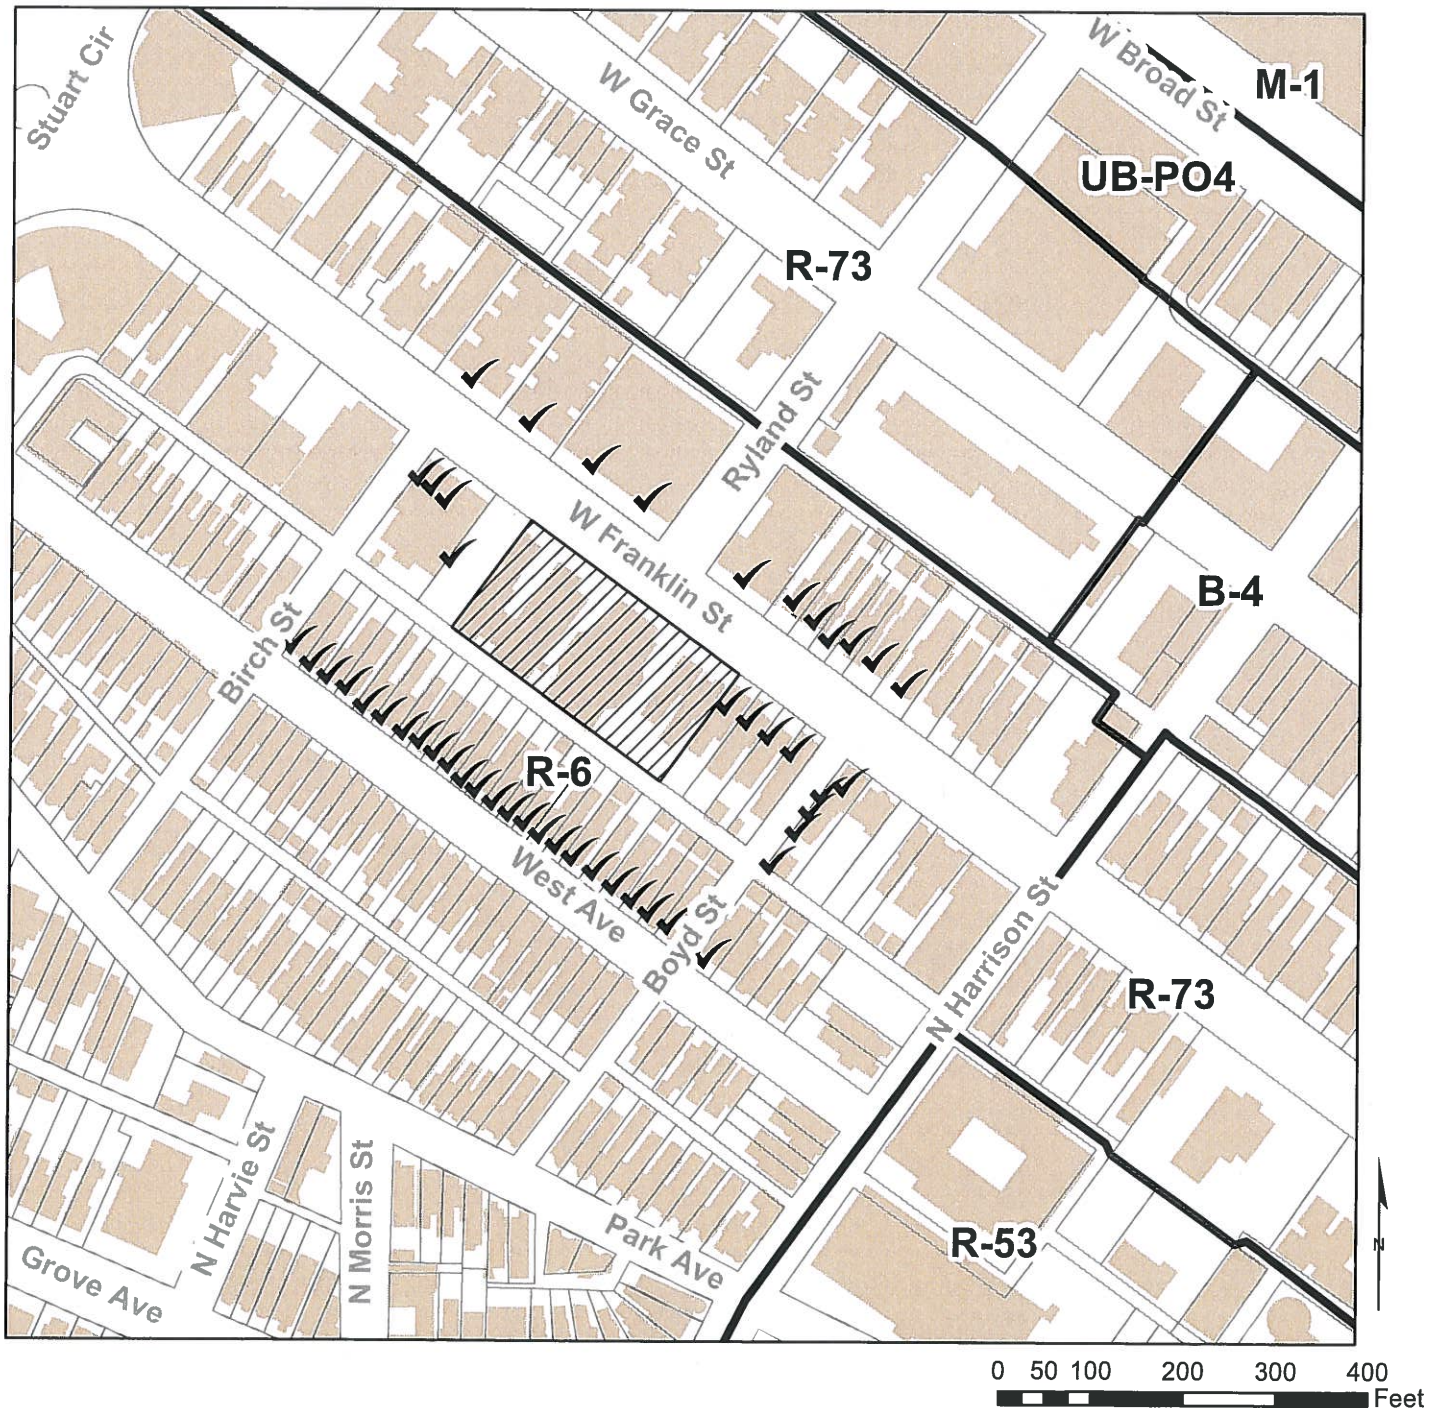 Stuart Cir
W Grace St
W Broad St
M-1
UB-PO4
R-73
Ryland St
W Franklin St
B-4
Birch St
R-6
West Ave
Boyd St
N Harrison St
R-73
N Harvie St
N Morris St
Park Ave
R-53
Grove Ave
N
0 50 100 200 300 400
Feet